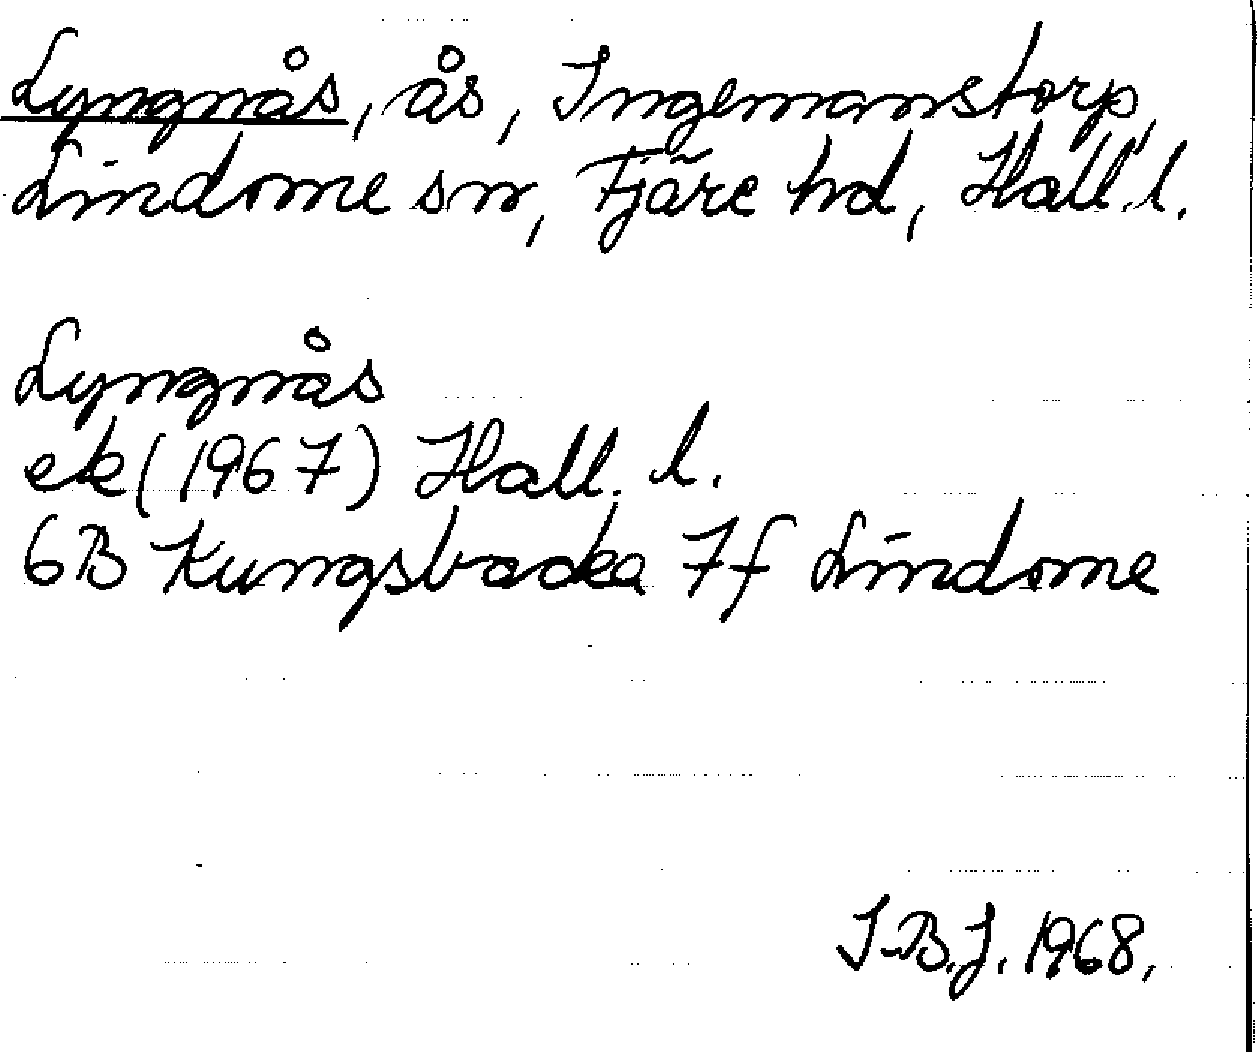 Lyngnås, ås, Ingemanstorp,
Lindome sn, Fjäre hd, Hall. l.
Lyngnås
ek (1967) Hall. l.
6B Kungsbacka 7f Lindome
I-B.J. 1968.